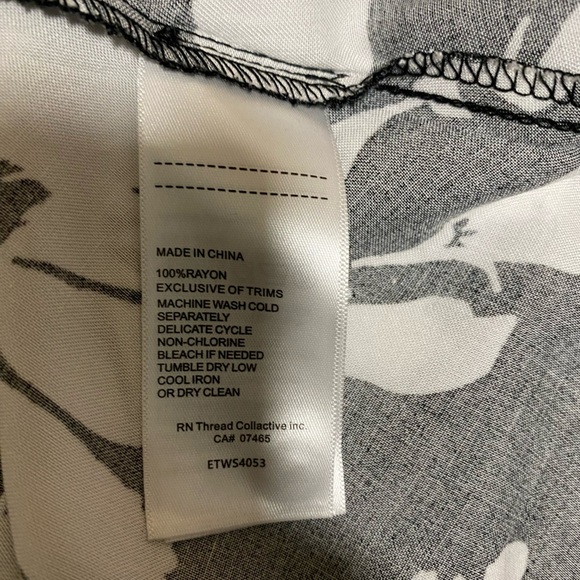 MADE IN CHINA
100%RAYON
EXCLUSIVE OF TRIMS
MACHINE WASH COLD
SEPARATELY
DELICATE CYCLE
NON-CHLORINE
BLEACH IF NEEDED
TUMBLE DRY LOW
COOL IRON
OR DRY CLEAN
RN Thread Collactive inc.
CA# 07465
ETWS4053